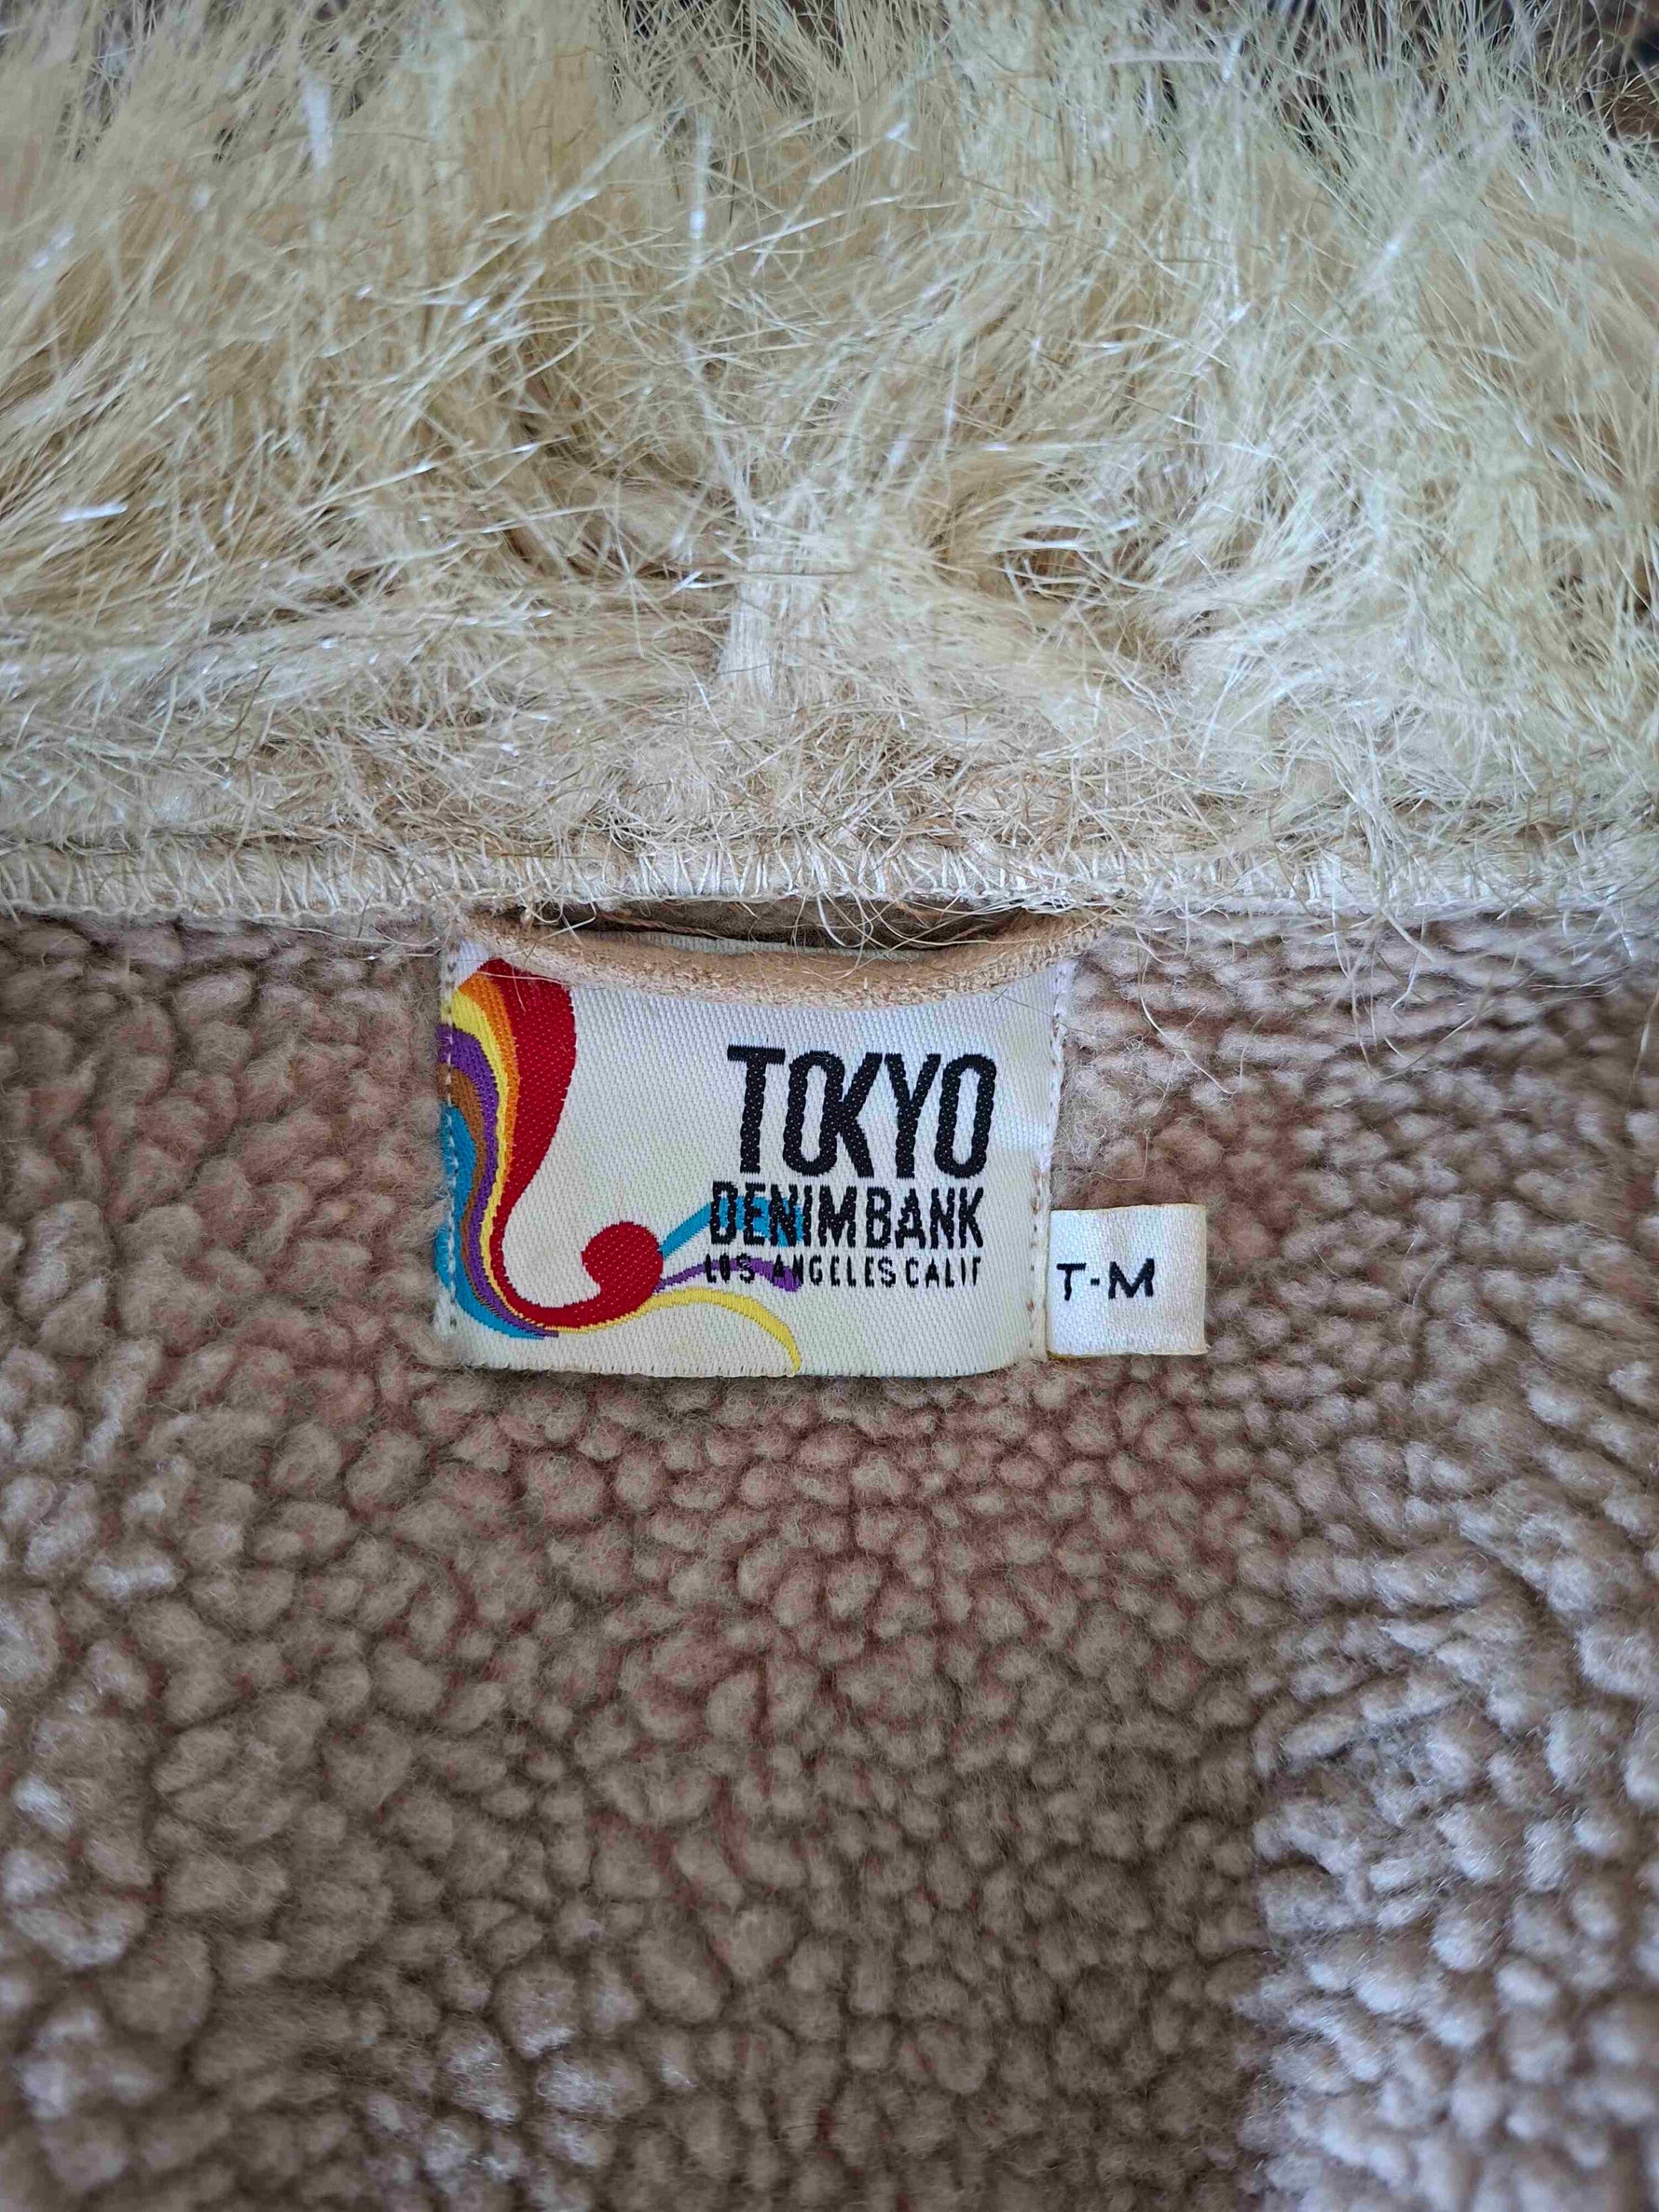 TOKYO
DENIMBANK
LOS ANGELES CALIF
T-M